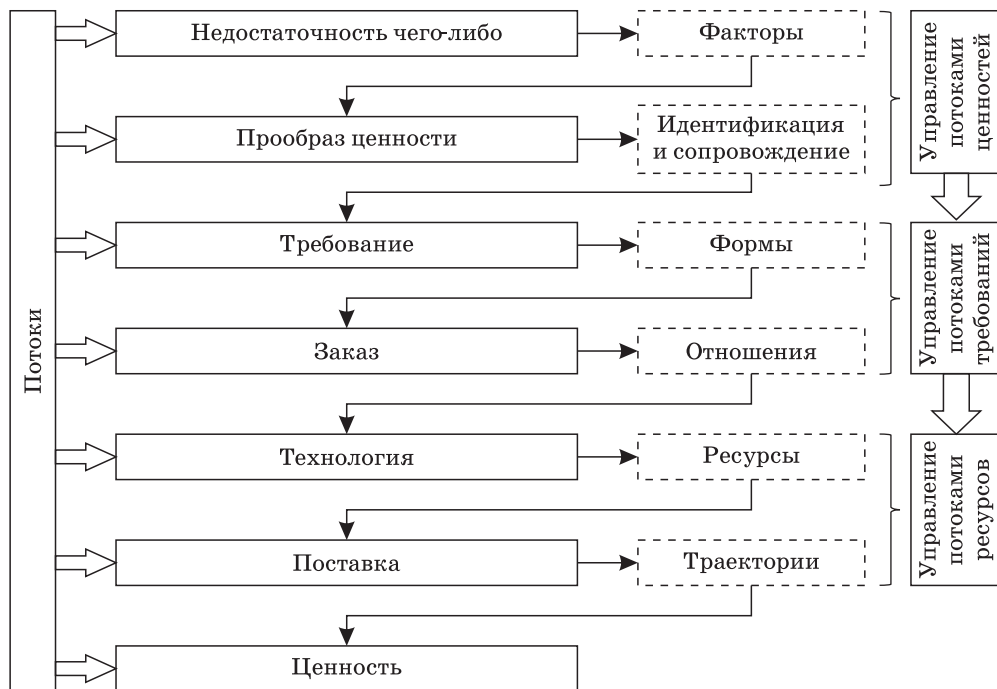 Потоки
Недостаточность чего-либо
Факторы
Прообраз ценности
Идентификация
и сопровождение
Управление
потоками
ценностей
Требование
Формы
Заказ
Отношения
Управление
потоками
требований
Технология
Ресурсы
Поставка
Траектории
Управление
потоками
ресурсов
Ценность